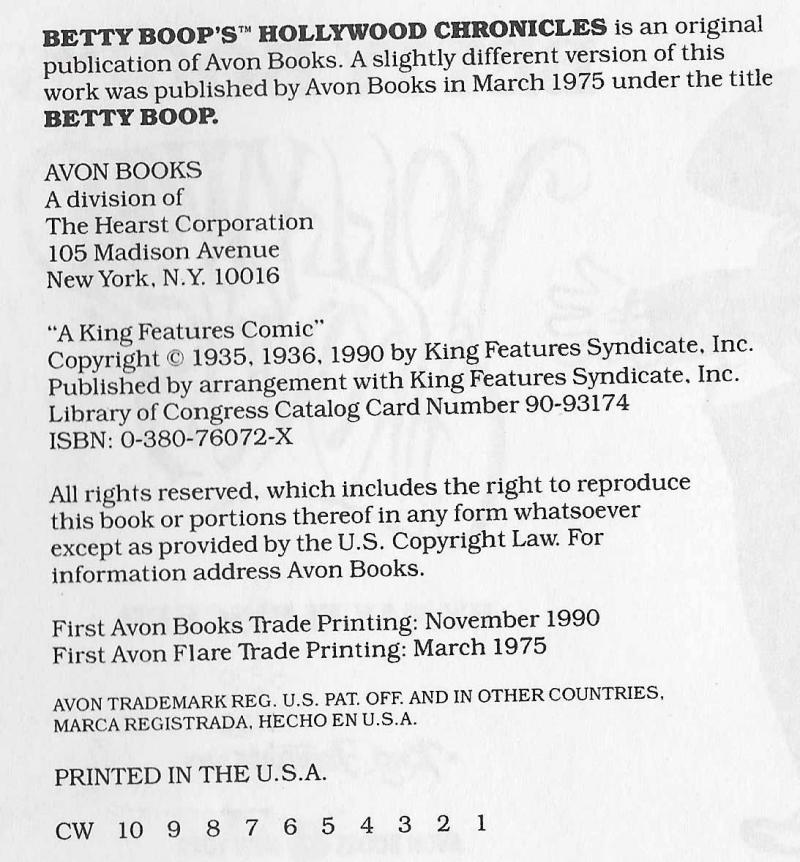 BETTY BOOP'S™ HOLLYWOOD CHRONICLES is an original
publication of Avon Books. A slightly different version of this
work was published by Avon Books in March 1975 under the title
BETTY BOOP.
AVON BOOKS
A division of
The Hearst Corporation
105 Madison Avenue
New York, N.Y. 10016
"A King Features Comic"
Copyright © 1935, 1936, 1990 by King Features Syndicate, Inc.
Published by arrangement with King Features Syndicate, Inc.
Library of Congress Catalog Card Number 90-93174
ISBN: 0-380-76072-X
All rights reserved, which includes the right to reproduce
this book or portions thereof in any form whatsoever
except as provided by the U.S. Copyright Law. For
information address Avon Books.
First Avon Books Trade Printing: November 1990
First Avon Flare Trade Printing: March 1975
AVON TRADEMARK REG. U.S. PAT. OFF. AND IN OTHER COUNTRIES,
MARCA REGISTRADA, HECHO EN U.S.A.
PRINTED IN THE U.S.A.
CW 10 9 8 7 6 5 4 3 2 1